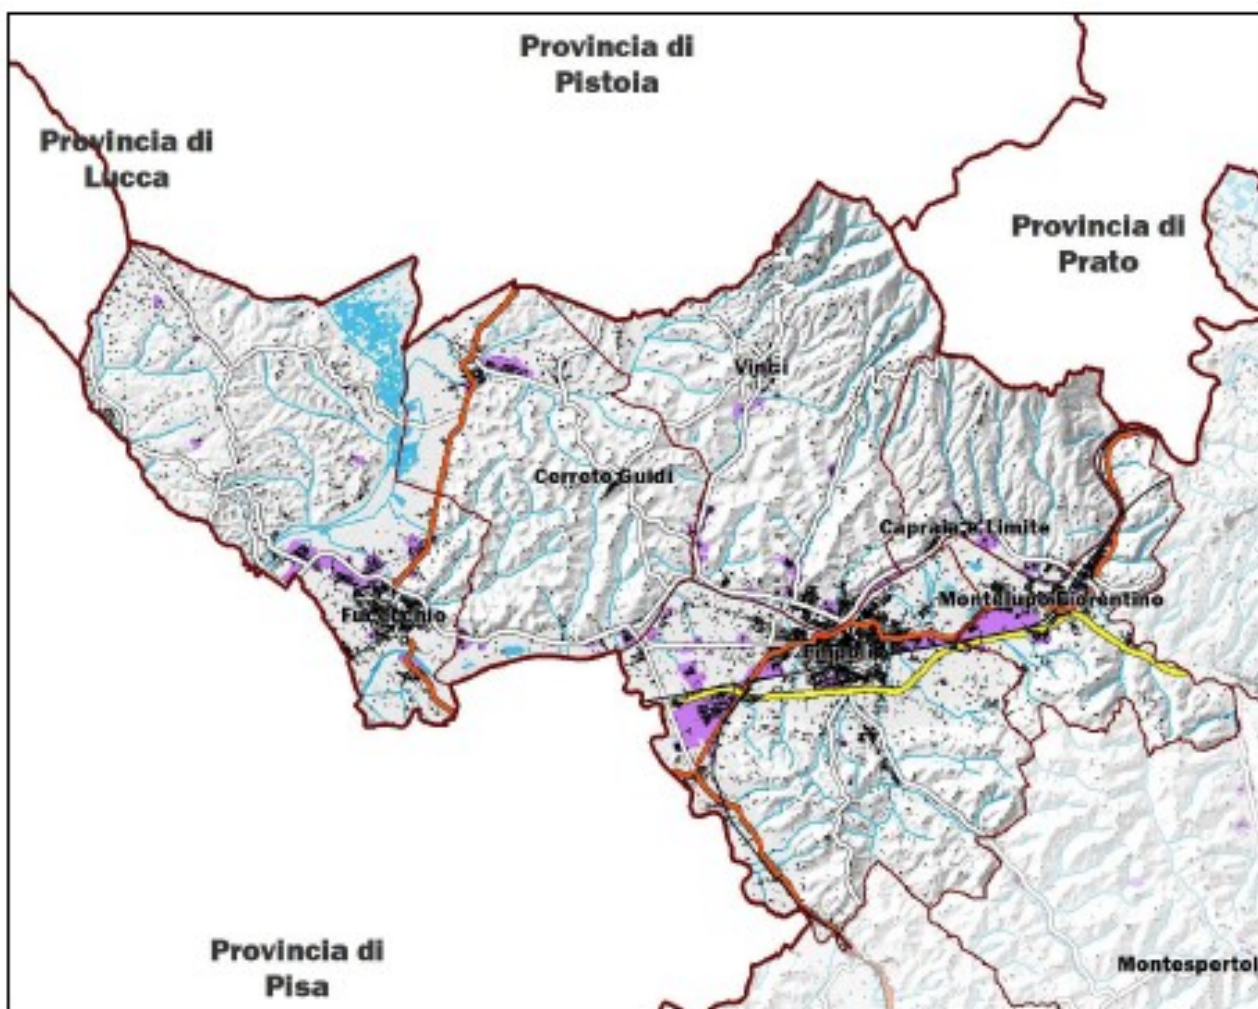 Provincia di
Pistoia
Provincia di
Lucca
Provincia di
Prato
Vinci
Cerreto Guidi
Capraia e Limite
Montelupo Fiorentino
Fucecchio
Empoli
Provincia di
Pisa
Montespertol